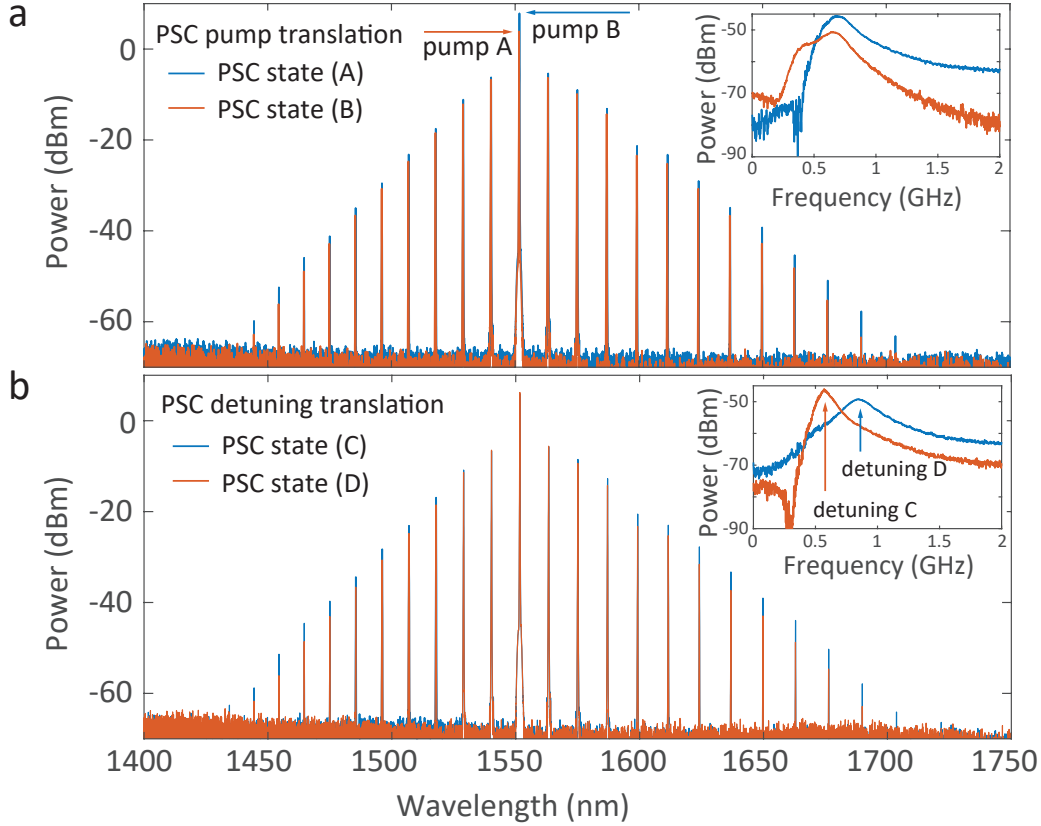 a
PSC pump translation
PSC state (A)
PSC state (B)
pump A
pump B
Power (dBm)
0
-20
-40
-60
Power (dBm)
-50
-70
-90
0 0.5 1 1.5 2
Frequency (GHz)
b
PSC detuning translation
PSC state (C)
PSC state (D)
Power (dBm)
0
-20
-40
-60
Power (dBm)
-50
-70
-90
detuning D
detuning C
0 0.5 1 1.5 2
Frequency (GHz)
1400 1450 1500 1550 1600 1650 1700 1750
Wavelength (nm)